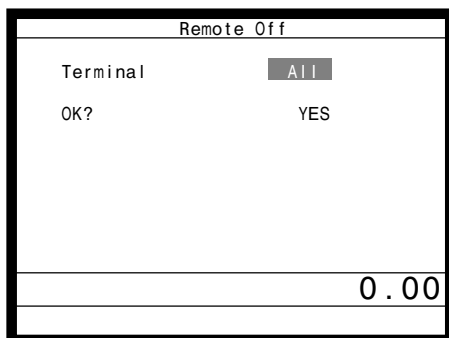 Remote Off
Terminal All
OK? YES
0.00